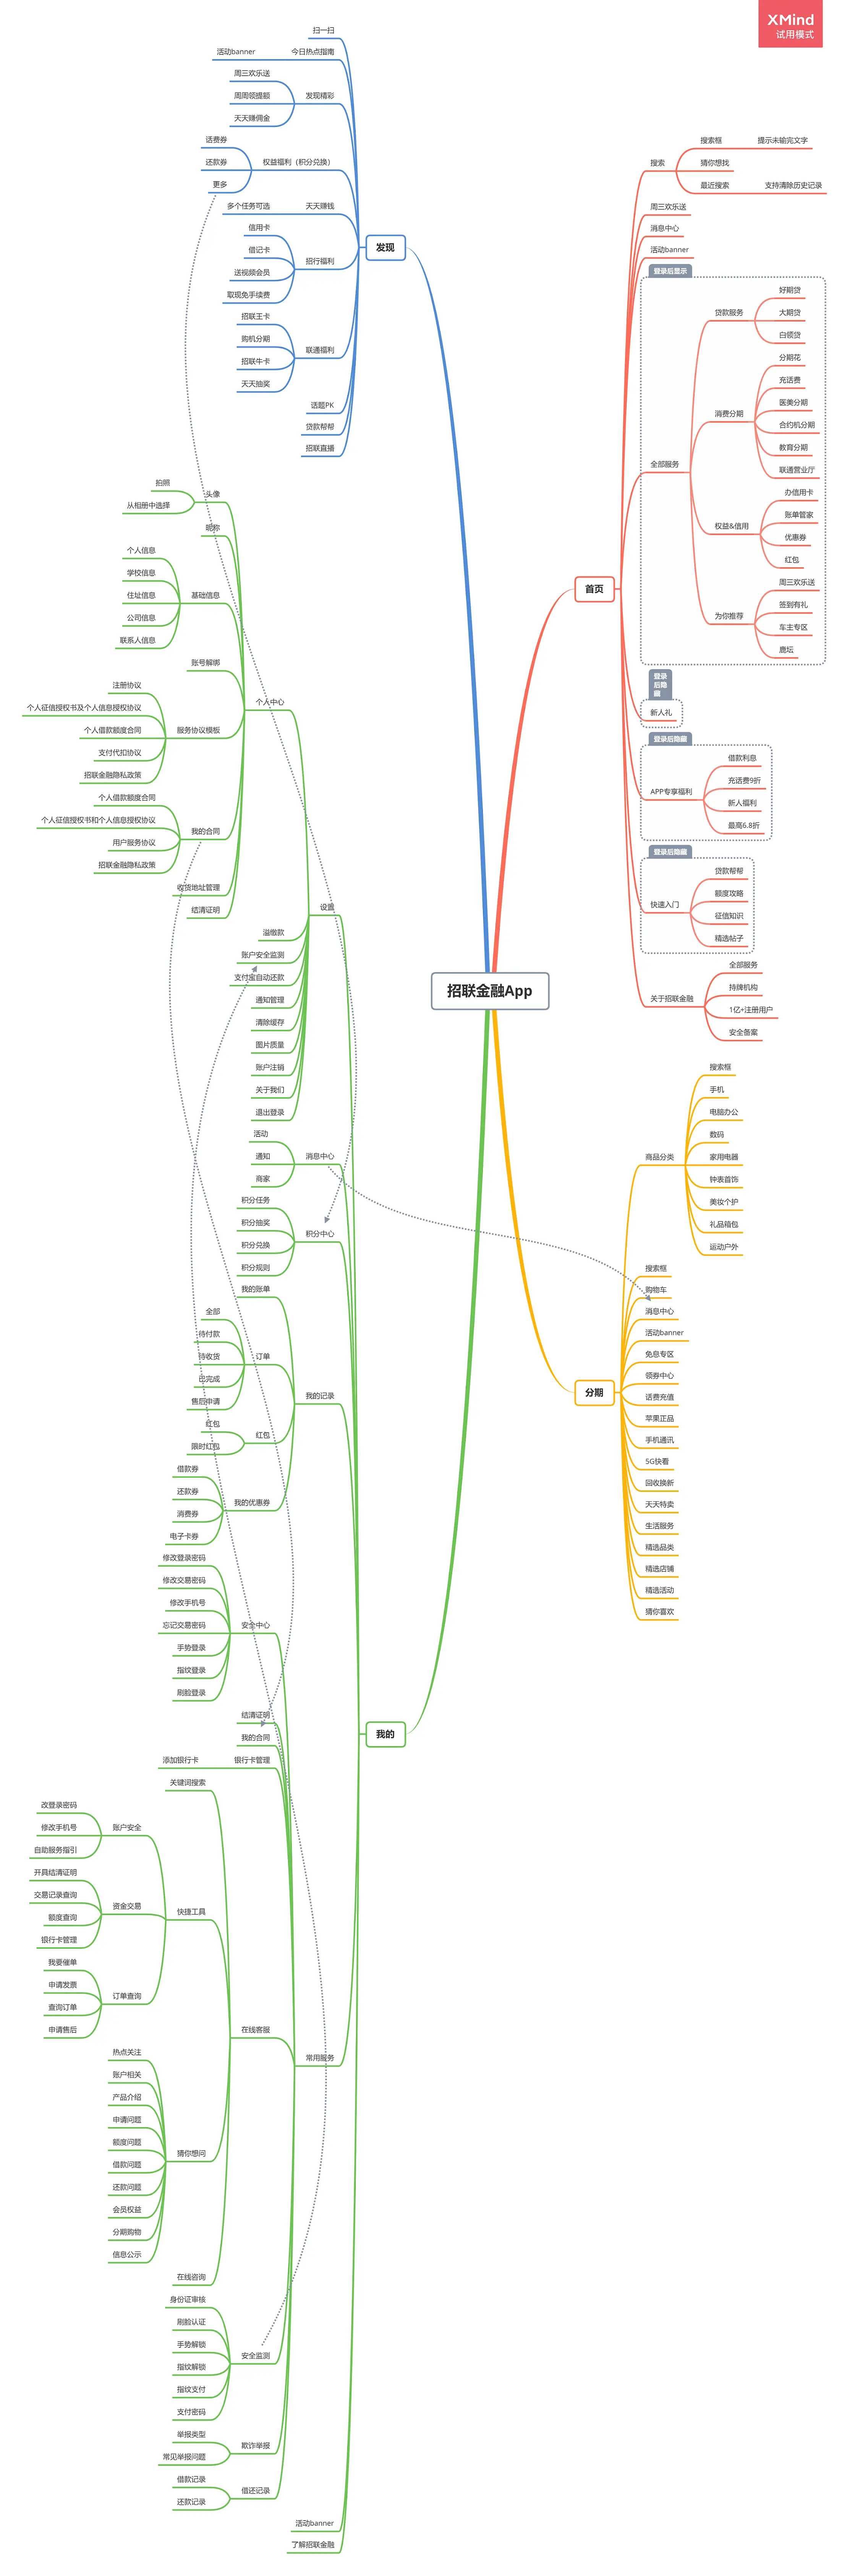 XMind
试用模式
招联金融App
首页
搜索
搜索框
提示未输完文字
猜你想找
最近搜索
支持清除历史记录
周三欢乐送
消息中心
活动banner
登录后显示
全部服务
贷款服务
好期贷
大期贷
白领贷
消费分期
分期花
充话费
医美分期
合约机分期
教育分期
联通营业厅
权益&信用
办信用卡
账单管家
优惠券
红包
为你推荐
周三欢乐送
签到有礼
车主专区
鹿坛
登录
后隐
藏
新人礼
登录后隐藏
APP专享福利
借款利息
充话费9折
新人福利
最高6.8折
登录后隐藏
快速入门
贷款帮帮
额度攻略
征信知识
精选帖子
关于招联金融
全部服务
持牌机构
1亿+注册用户
安全备案
分期
商品分类
搜索框
手机
电脑办公
数码
家用电器
钟表首饰
美妆个护
礼品箱包
运动户外
搜索框
购物车
消息中心
活动banner
免息专区
领券中心
话费充值
苹果正品
手机通讯
5G快看
回收换新
天天特卖
生活服务
精选品类
精选店铺
精选活动
猜你喜欢
发现
扫一扫
今日热点指南
活动banner
发现精彩
周三欢乐送
周周领提额
天天赚佣金
权益福利（积分兑换）
话费券
还款券
更多
天天赚钱
多个任务可选
招行福利
信用卡
借记卡
送视频会员
取现免手续费
联通福利
招联王卡
购机分期
招联牛卡
天天抽奖
话题PK
贷款帮帮
招联直播
我的
设置
个人中心
头像
拍照
从相册中选择
昵称
基础信息
个人信息
学校信息
住址信息
公司信息
联系人信息
账号解绑
服务协议模板
注册协议
个人征信授权书及个人信息授权协议
个人借款额度合同
支付代扣协议
招联金融隐私政策
我的合同
个人借款额度合同
个人征信授权书和个人信息授权协议
用户服务协议
招联金融隐私政策
收货地址管理
结清证明
溢缴款
账户安全监测
支付宝自动还款
通知管理
清除缓存
图片质量
账户注销
关于我们
退出登录
消息中心
活动
通知
商家
积分中心
积分任务
积分抽奖
积分兑换
积分规则
我的记录
我的账单
订单
全部
待付款
待收货
已完成
售后申请
红包
红包
限时红包
我的优惠券
借款券
还款券
消费券
电子卡券
常用服务
安全中心
修改登录密码
修改交易密码
修改手机号
忘记交易密码
手势登录
指纹登录
刷脸登录
结清证明
我的合同
银行卡管理
添加银行卡
在线客服
关键词搜索
快捷工具
账户安全
改登录密码
修改手机号
自助服务指引
资金交易
开具结清证明
交易记录查询
额度查询
银行卡管理
订单查询
我要催单
申请发票
查询订单
申请售后
猜你想问
热点关注
账户相关
产品介绍
申请问题
额度问题
借款问题
还款问题
会员权益
分期购物
信息公示
在线咨询
安全监测
身份证审核
刷脸认证
手势解锁
指纹解锁
指纹支付
支付密码
欺诈举报
举报类型
常见举报问题
借还记录
借款记录
还款记录
活动banner
了解招联金融